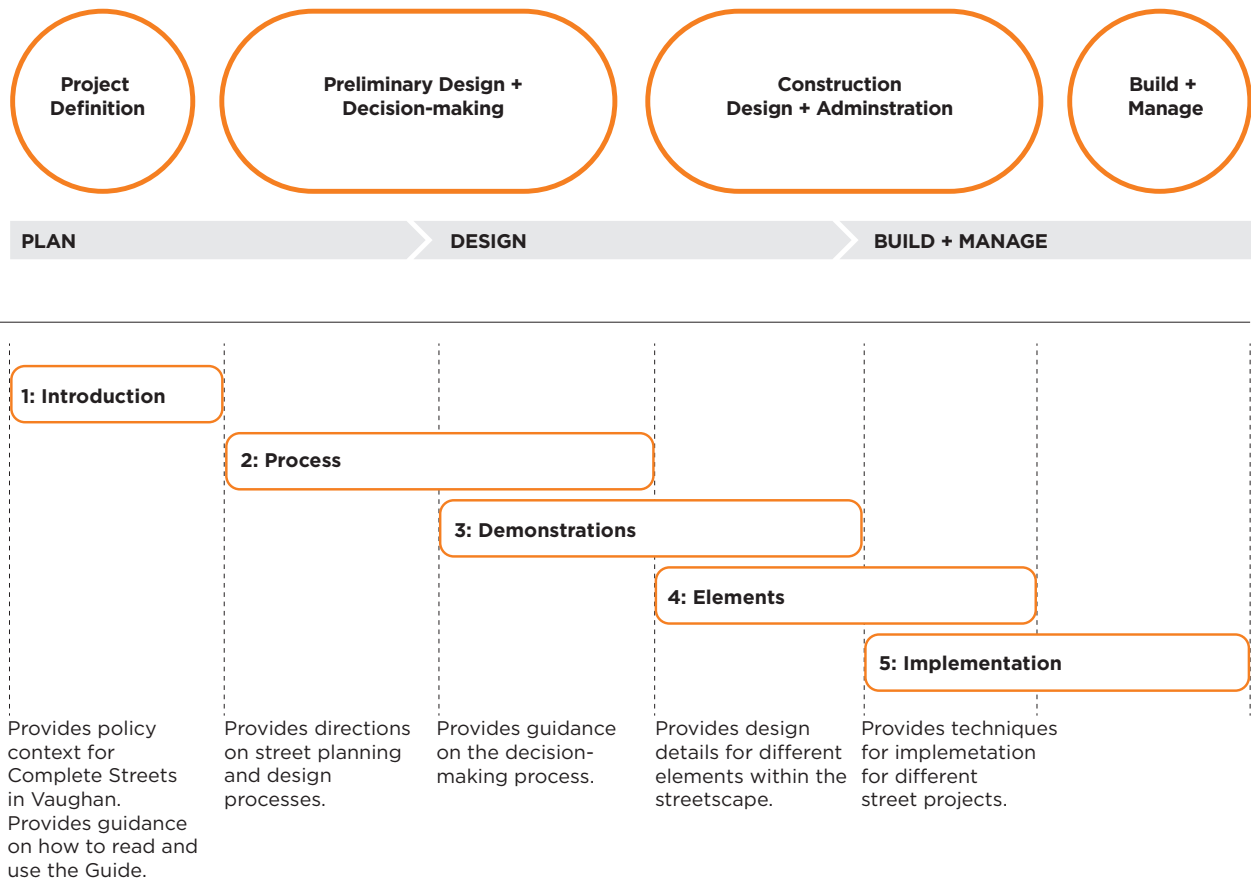 Project
Definition
Preliminary Design +
Decision-making
Construction
Design + Adminstration
Build +
Manage
PLAN
DESIGN
BUILD + MANAGE
1: Introduction
2: Process
3: Demonstrations
4: Elements
5: Implementation
Provides policy
context for
Complete Streets
in Vaughan.
Provides guidance
on how to read and
use the Guide.
Provides directions
on street planning
and design
processes.
Provides guidance
on the decision-
making process.
Provides design
details for different
elements within the
streetscape.
Provides techniques
for implemetation
for different
street projects.